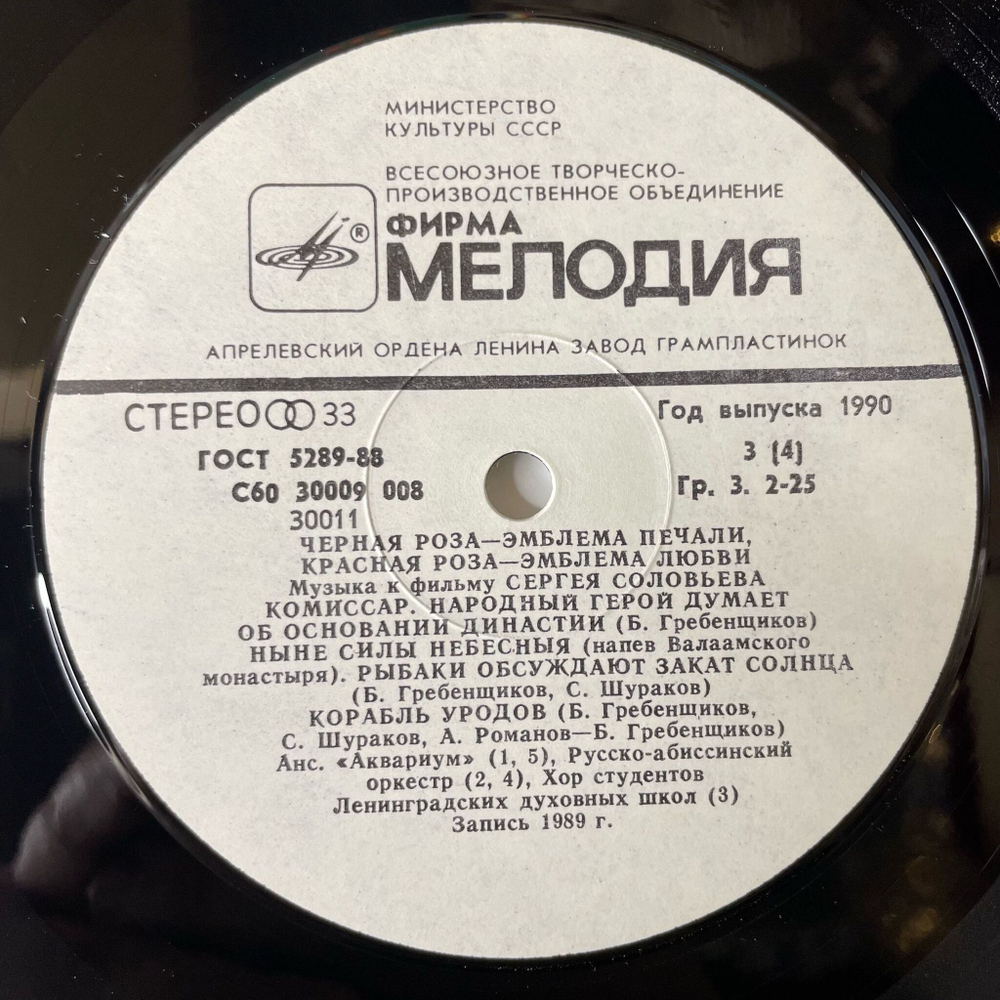 МИНИСТЕРСТВО
КУЛЬТУРЫ СССР
ВСЕСОЮЗНОЕ ТВОРЧЕСКО-
ПРОИЗВОДСТВЕННОЕ ОБЪЕДИНЕНИЕ
ФИРМА
®
МЕЛОДИЯ
АПРЕЛЕВСКИЙ ОРДЕНА ЛЕНИНА ЗАВОД ГРАМПЛАСТИНОК
СТЕРЕО 33
Год выпуска 1990
ГОСТ 5289-88
3 (4)
С60 30009 008
Гр. 3. 2-25
30011
ЧЕРНАЯ РОЗА—ЭМБЛЕМА ПЕЧАЛИ,
КРАСНАЯ РОЗА—ЭМБЛЕМА ЛЮБВИ
Музыка к фильму СЕРГЕЯ СОЛОВЬЕВА
КОМИССАР. НАРОДНЫЙ ГЕРОЙ ДУМАЕТ
ОБ ОСНОВАНИИ ДИНАСТИИ (Б. Гребенщиков)
НЫНЕ СИЛЫ НЕБЕСНЫЯ (напев Валаамского
монастыря). РЫБАКИ ОБСУЖДАЮТ ЗАКАТ СОЛНЦА
(Б. Гребенщиков, С. Шураков)
КОРАБЛЬ УРОДОВ (Б. Гребенщиков,
С. Шураков, А. Романов—Б. Гребенщиков)
Анс. «Аквариум» (1, 5), Русско-абиссинский
оркестр (2, 4), Хор студентов
Ленинградских духовных школ (3)
Запись 1989 г.